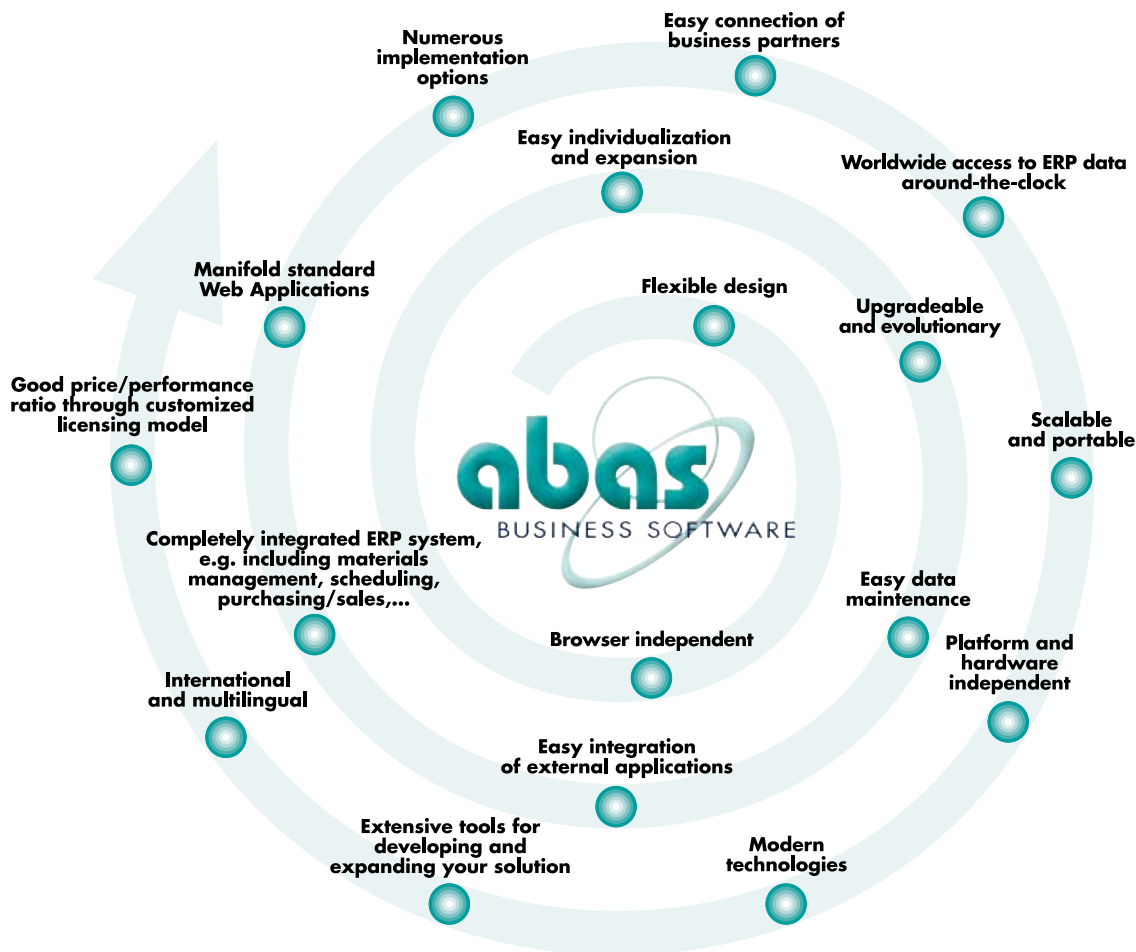 Easy connection of
business partners
Numerous
implementation
options
Easy individualization
and expansion
Worldwide access to ERP data
around-the-clock
Manifold standard
Web Applications
Flexible design
Upgradeable
and evolutionary
Good price/performance
ratio through customized
licensing model
Scalable
and portable
abas
BUSINESS SOFTWARE
Completely integrated ERP system,
e.g. including materials
management, scheduling,
purchasing/sales,...
Easy data
maintenance
Browser independent
Platform and
hardware
independent
International
and multilingual
Easy integration
of external applications
Extensive tools for
developing and
expanding your solution
Modern
technologies